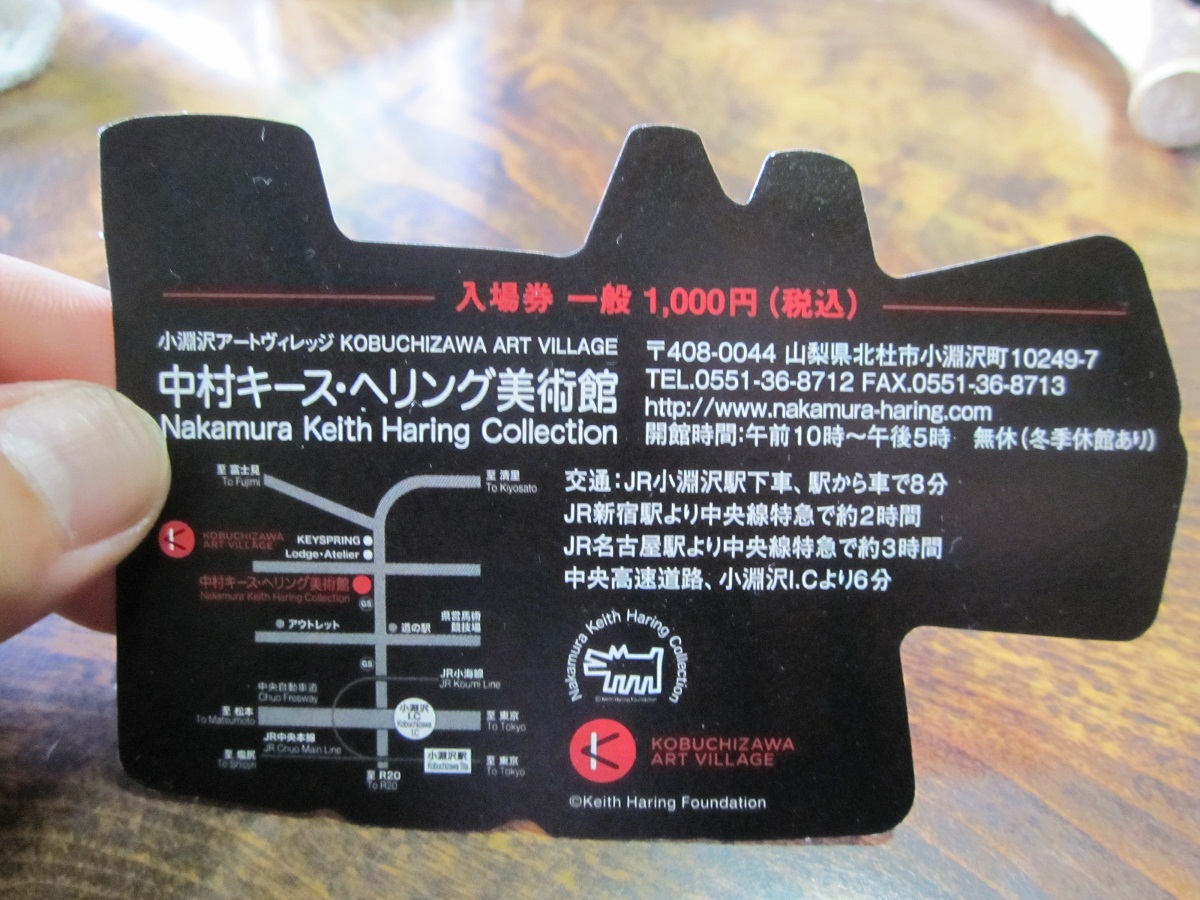 入場券 一般 1,000円（税込）
小淵沢アートヴィレッジ KOBUCHIZAWA ART VILLAGE
中村キース・ヘリング美術館
Nakamura Keith Haring Collection
〒408-0044 山梨県北杜市小淵沢町10249-7
TEL.0551-36-8712 FAX.0551-36-8713
http://www.nakamura-haring.com
開館時間：午前10時〜午後5時　無休（冬季休館あり）
交通：JR小淵沢駅下車、駅から車で8分
JR新宿駅より中央線特急で約2時間
JR名古屋駅より中央線特急で約3時間
中央高速道路、小淵沢I.Cより6分
至 富士見
To Fujimi
至 清里
To Kiyosato
KOBUCHIZAWA
ART VILLAGE
KEYSPRING
Lodge・Atelier
中村キース・ヘリング美術館
Nakamura Keith Haring Collection
GS
アウトレット
道の駅
県営馬術
競技場
GS
JR小海線
JR Koumi Line
中央自動車道
Chuo Freeway
至 松本
To Matsumoto
小淵沢
I.C
Kobuchizawa
I.C
至 東京
To Tokyo
JR中央本線
JR Chuo Main Line
至 塩尻
To Shiojiri
小淵沢駅
Kobuchizawa Sta.
至 東京
To Tokyo
至 R20
To R20
Nakamura Keith Haring Collection
©Keith Haring Foundation
KOBUCHIZAWA
ART VILLAGE
©Keith Haring Foundation